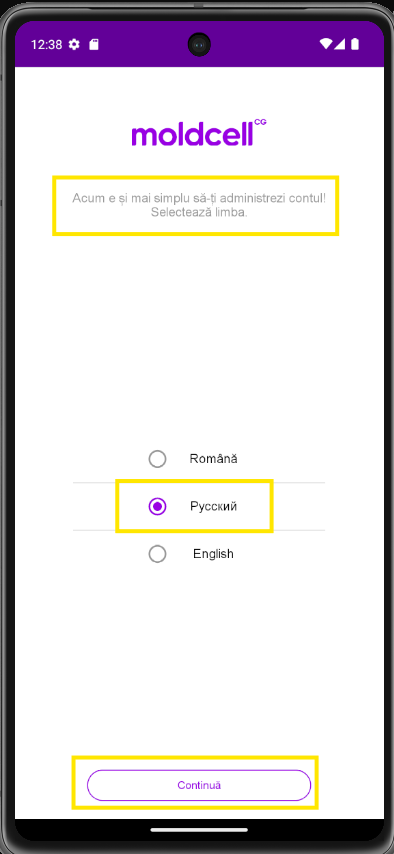 12:38
moldcell CG
Acum e și mai simplu să-ți administrezi contul!
Selectează limba.
Română
Русский
English
Continuă